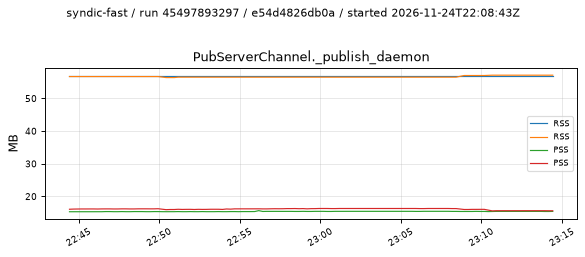 syndic-fast / run 45497893297 / e54d4826db0a / started 2026-11-24T22:08:43Z
PubServerChannel._publish_daemon
MB
50
40
30
20
RSS
RSS
PSS
PSS
22:45
22:50
22:55
23:00
23:05
23:10
23:15